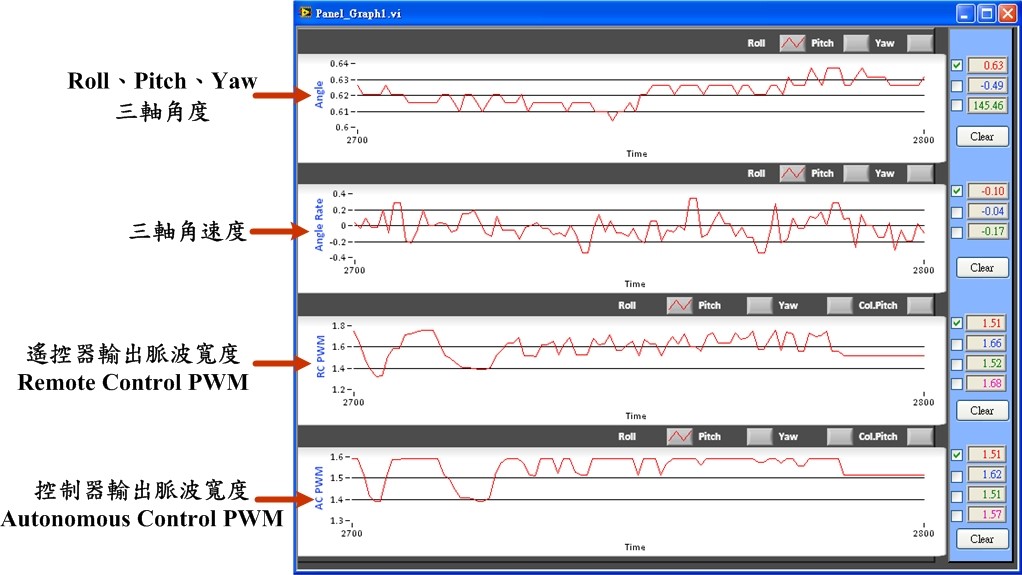 Panel_Graph1.vi
Roll、Pitch、Yaw
三軸角度
Roll Pitch Yaw
Angle
0.64
0.63
0.62
0.61
0.6
2700
2800
Time
0.63
-0.49
145.46
Clear
三軸角速度
Roll Pitch Yaw
Angle Rate
0.4
0.2
0
-0.2
-0.4
2700
2800
Time
-0.10
-0.04
-0.17
Clear
遙控器輸出脈波寬度
Remote Control PWM
Roll Pitch Yaw Col.Pitch
RC PWM
1.8
1.6
1.4
1.2
2700
2800
Time
1.51
1.66
1.52
1.68
Clear
控制器輸出脈波寬度
Autonomous Control PWM
Roll Pitch Yaw Col.Pitch
AC PWM
1.6
1.5
1.4
1.3
2700
2800
Time
1.51
1.62
1.51
1.57
Clear